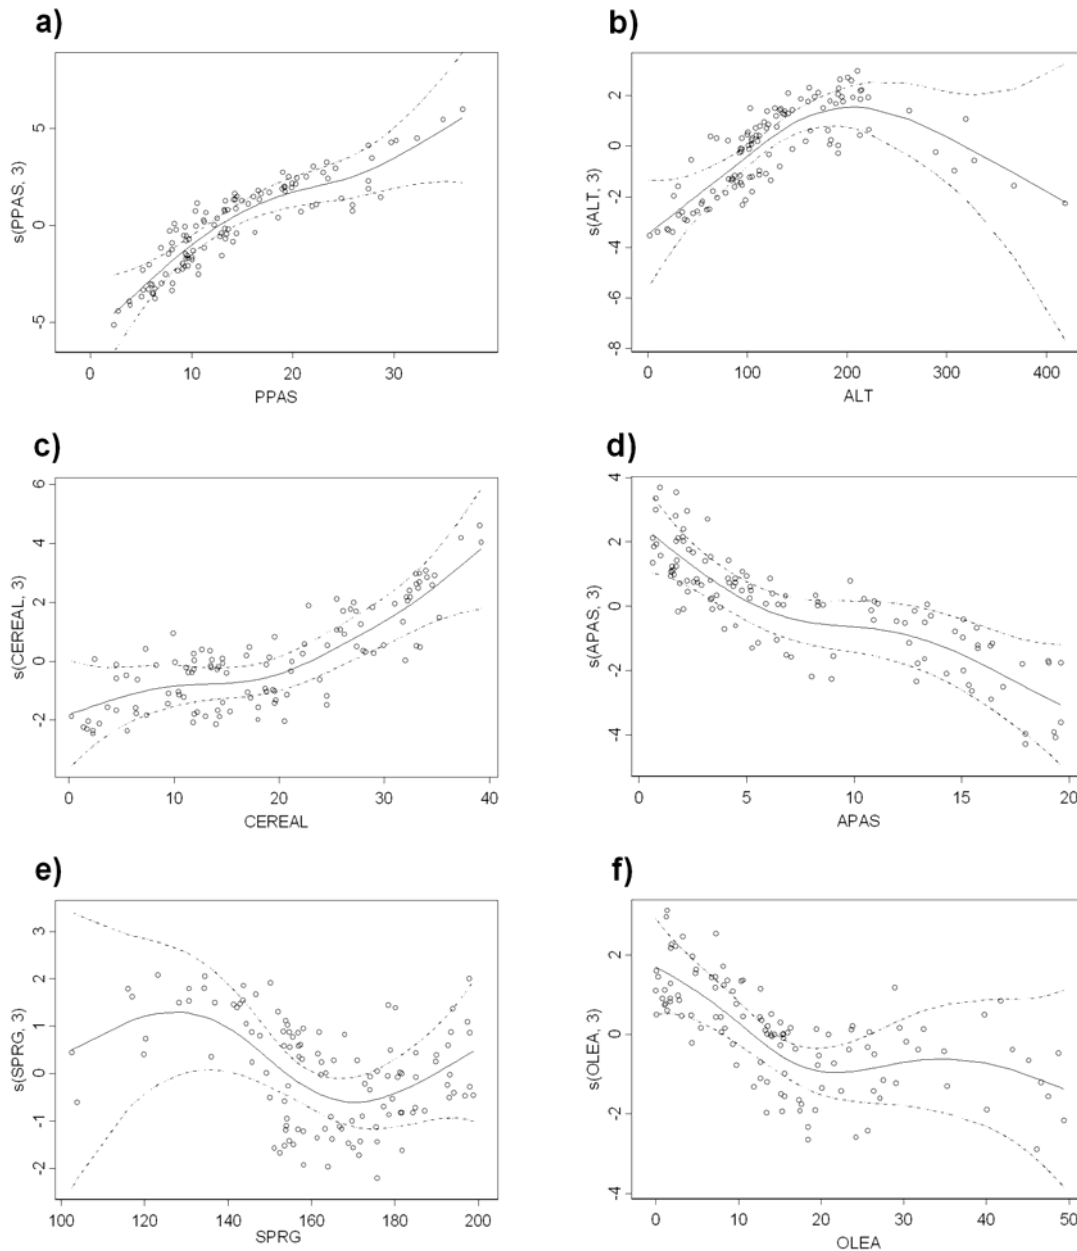 a)
5
0
-5
s(PPAS, 3)
0 10 20 30
PPAS
b)
2
0
-2
-4
-6
-8
s(ALT, 3)
0 100 200 300 400
ALT
c)
6
4
2
0
-2
s(CEREAL, 3)
0 10 20 30 40
CEREAL
d)
4
2
0
-2
-4
s(APAS, 3)
0 5 10 15 20
APAS
e)
3
2
1
0
-1
-2
s(SPRG, 3)
100 120 140 160 180 200
SPRG
f)
2
0
-2
-4
s(OLEA, 3)
0 10 20 30 40 50
OLEA